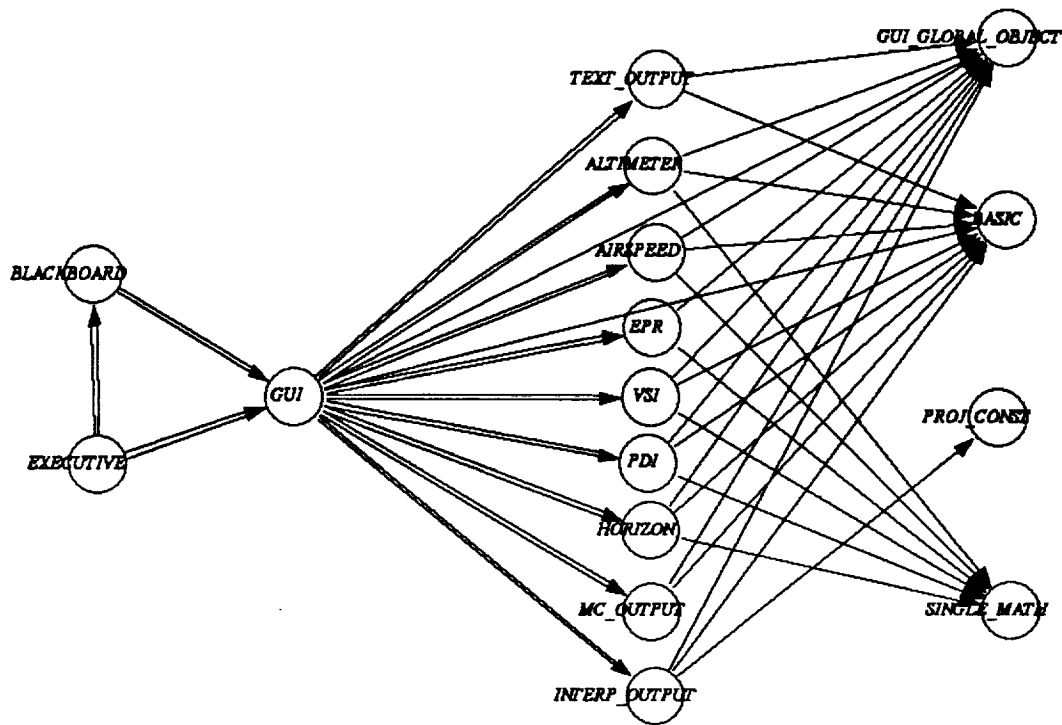 GUI_GLOBAL_OBJECT
TEXT_OUTPUT
ALTIMETER
BASIC
AIRSPEED
BLACKBOARD
EPR
GUI
VSI
PROJ_CONST
EXECUTIVE
PDI
HORIZON
MC_OUTPUT
SINGLE_MATH
INTERP_OUTPUT